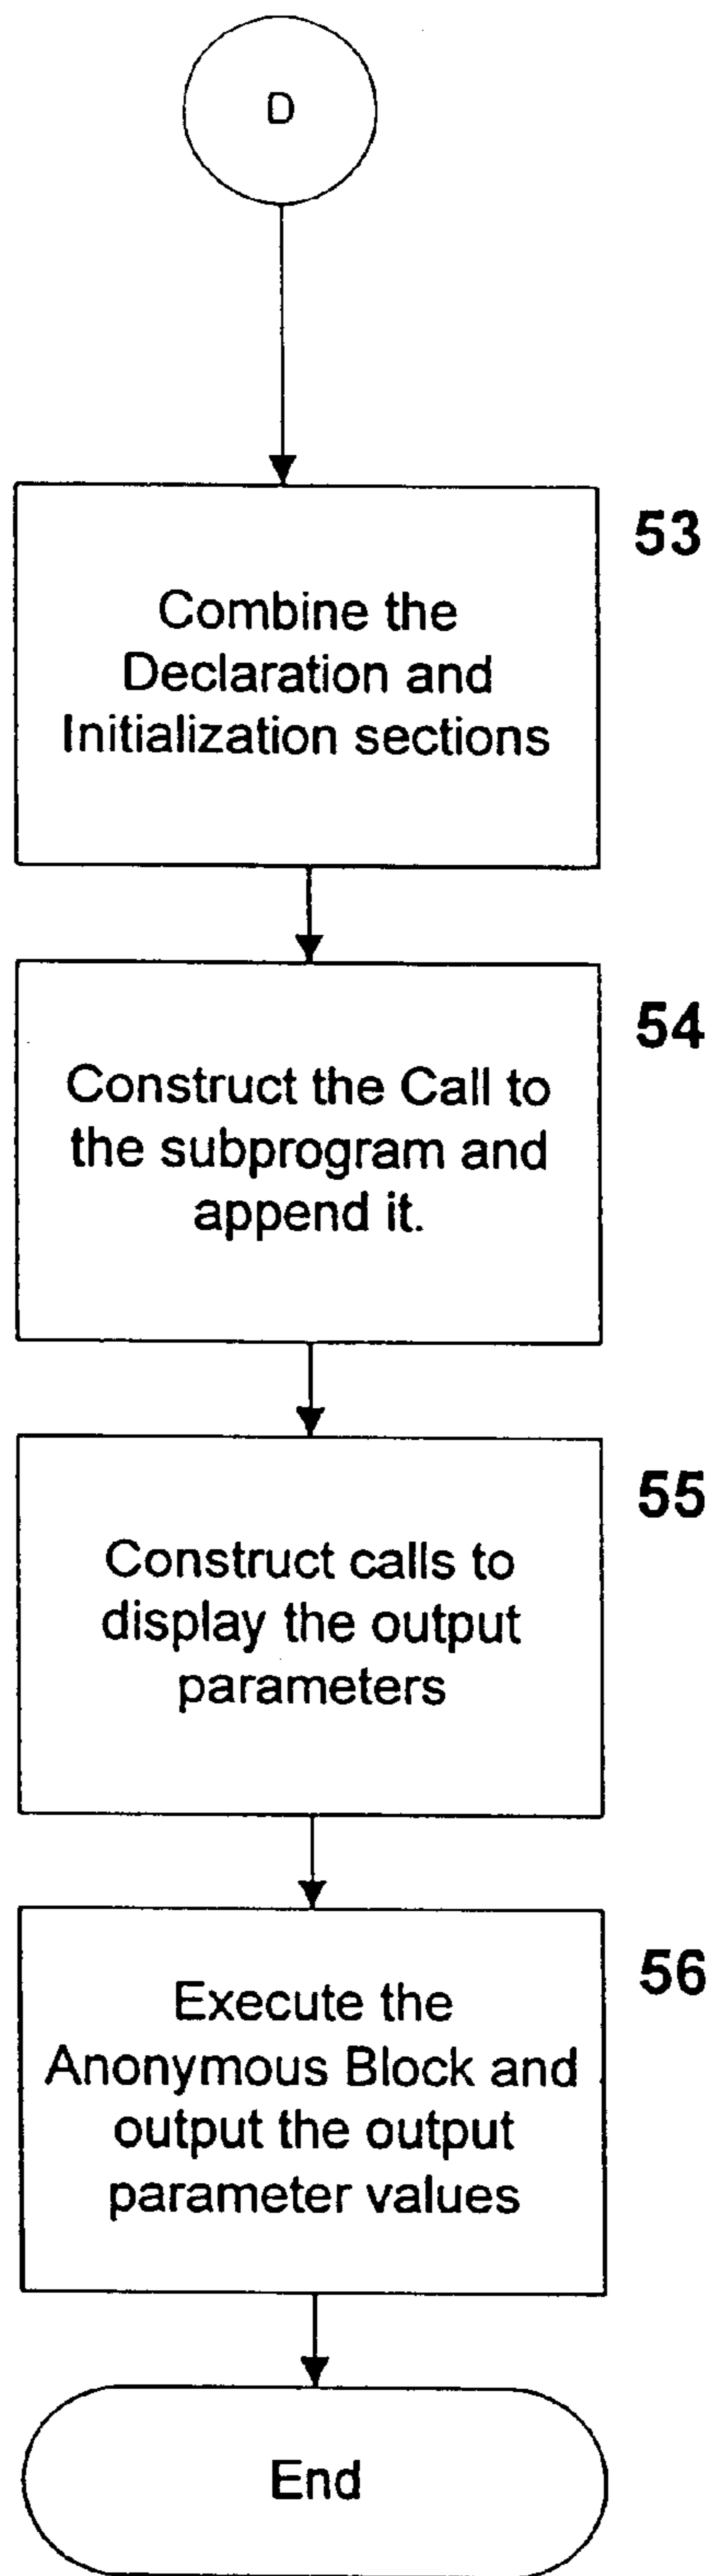 D
53
Combine the
Declaration and
Initialization sections
54
Construct the Call to
the subprogram and
append it.
55
Construct calls to
display the output
parameters
56
Execute the
Anonymous Block and
output the output
parameter values
End